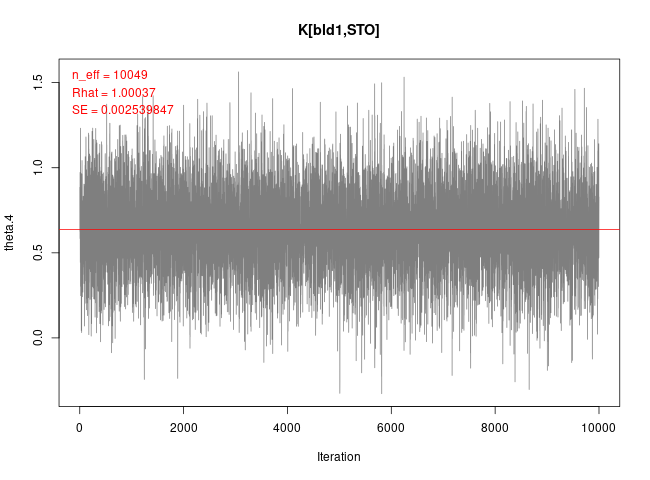 K[bld1,STO]
n_eff = 10049
Rhat = 1.00037
SE = 0.002539847
1.5
1.0
0.5
0.0
theta.4
0 2000 4000 6000 8000 10000
Iteration